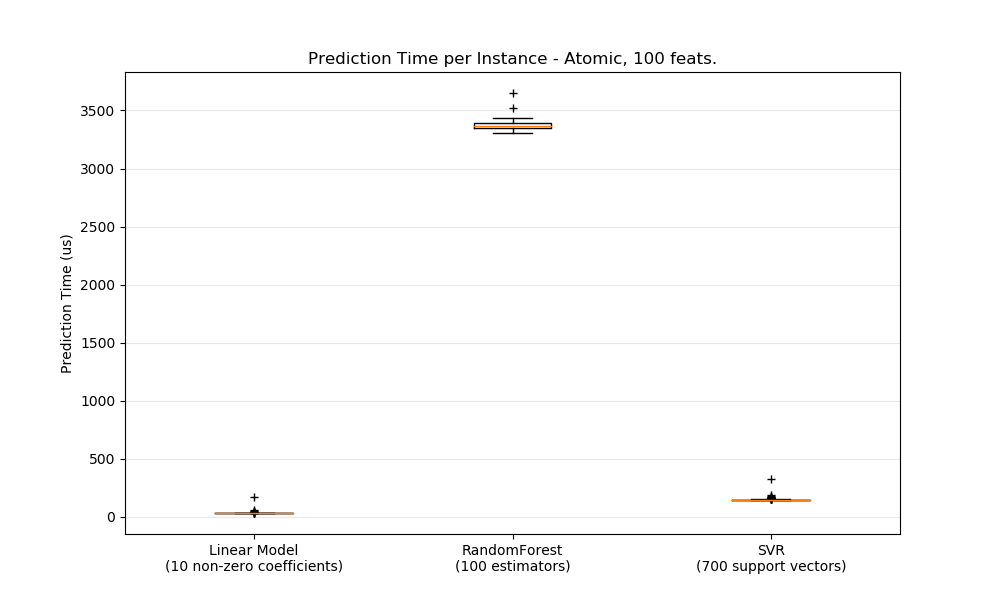 Prediction Time per Instance - Atomic, 100 feats.
Prediction Time (us)
3500
3000
2500
2000
1500
1000
500
0
Linear Model
(10 non-zero coefficients)
RandomForest
(100 estimators)
SVR
(700 support vectors)